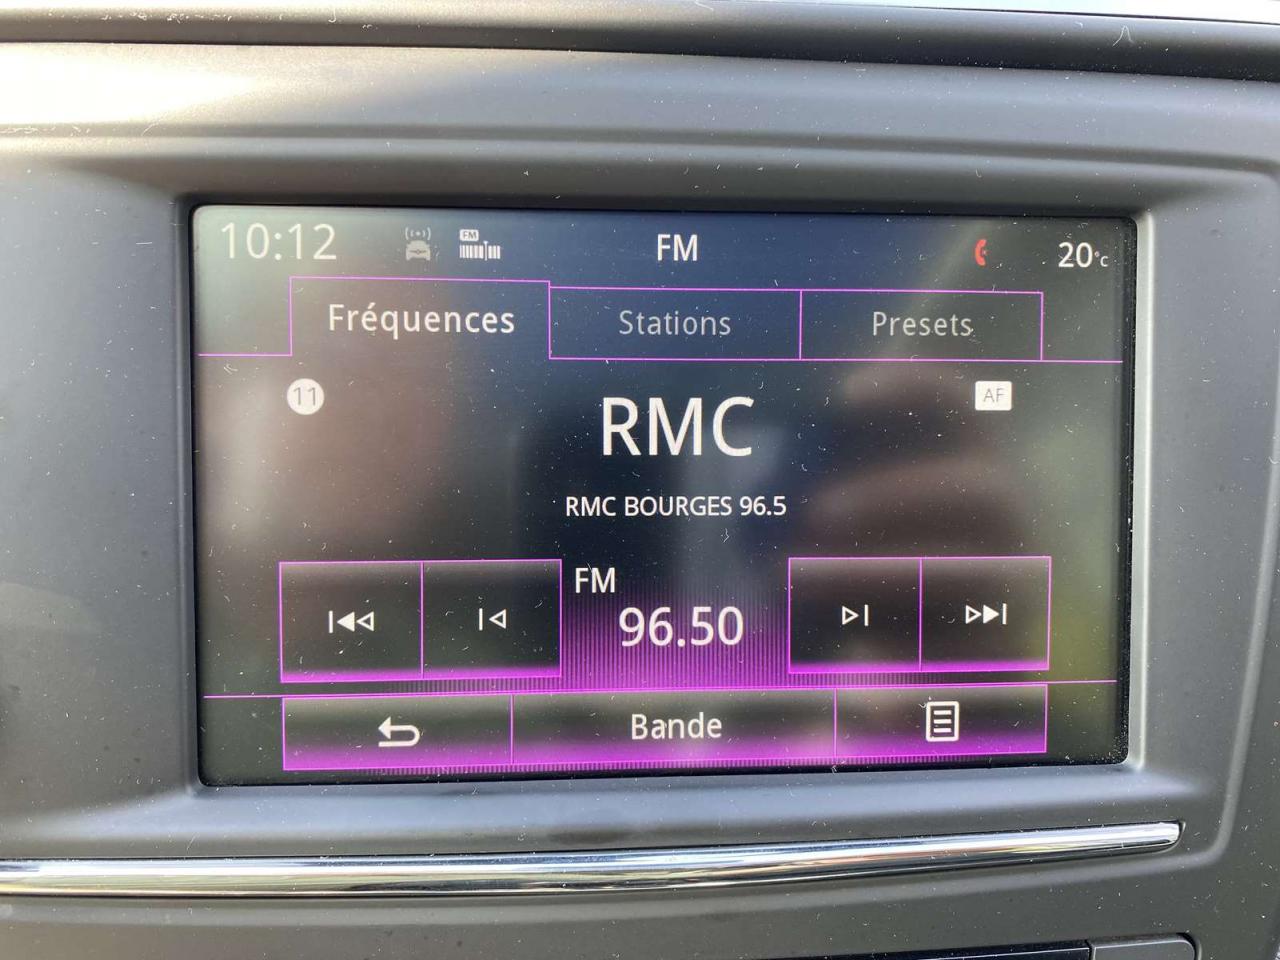 10:12 FM FM 20°c
Fréquences Stations Presets
11 AF
RMC
RMC BOURGES 96.5
FM
96.50
Bande